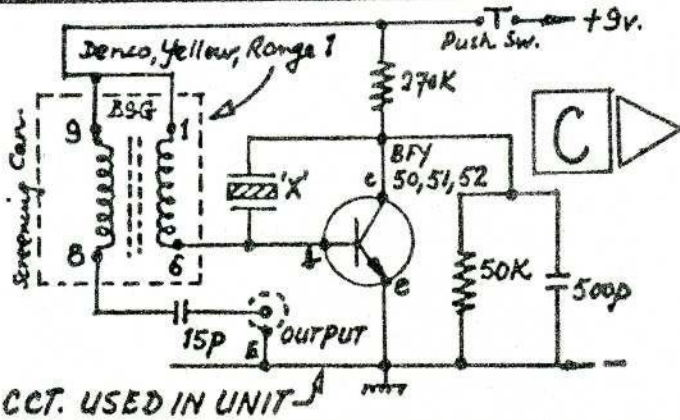 +9v.
Push Sw.
Denco, Yellow, Range 1
270K
Screening Can.
BSG
9
1
C
BFY
50,51,52
c
'X'
8
6
b
e
50K
500p
15p
OUTPUT
E
-
CCT. USED IN UNIT